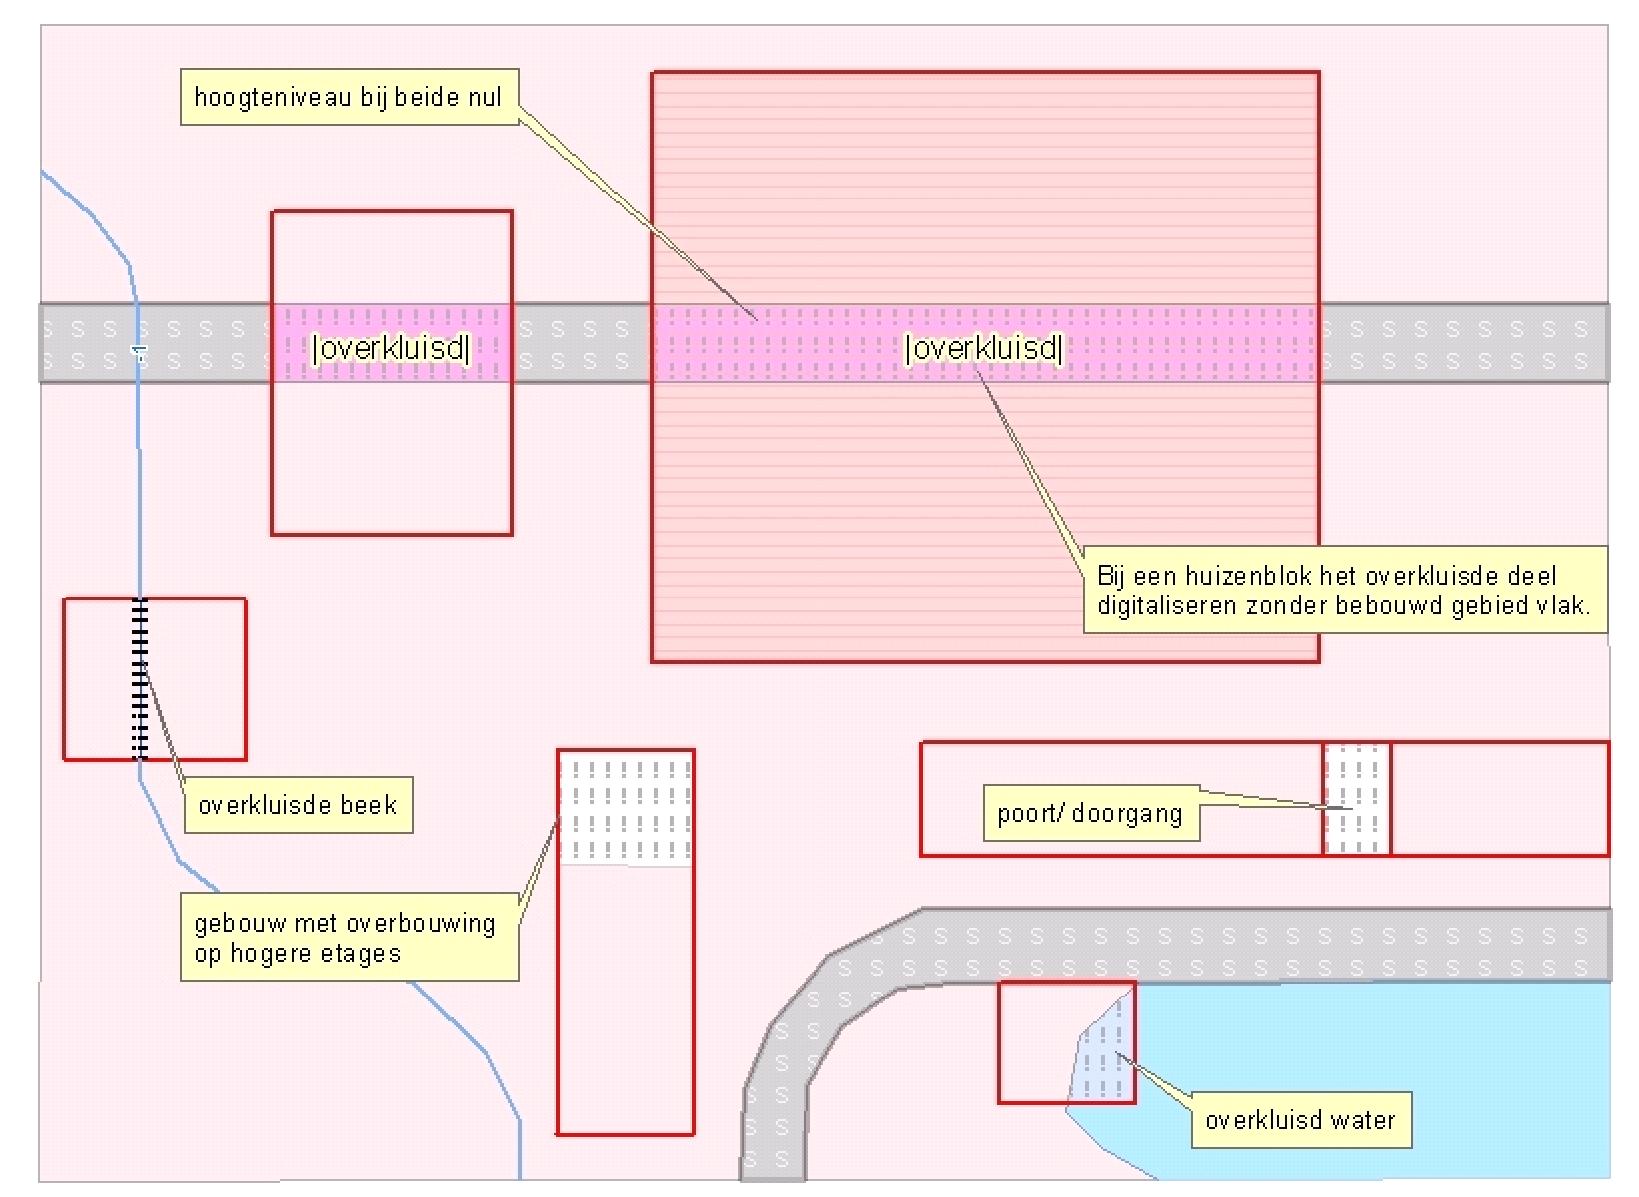 hoogteniveau bij beide nul
S S S S S S S S
S S S
S S S S S S S S S
-1
|overkluisd|
|overkluisd|
S S S S S S S S
S S S
S S S S S S S S S
Bij een huizenblok het overkluisde deel
digitaliseren zonder bebouwd gebied vlak.
overkluisde beek
poort/ doorgang
gebouw met overbouwing
op hogere etages
overkluisd water